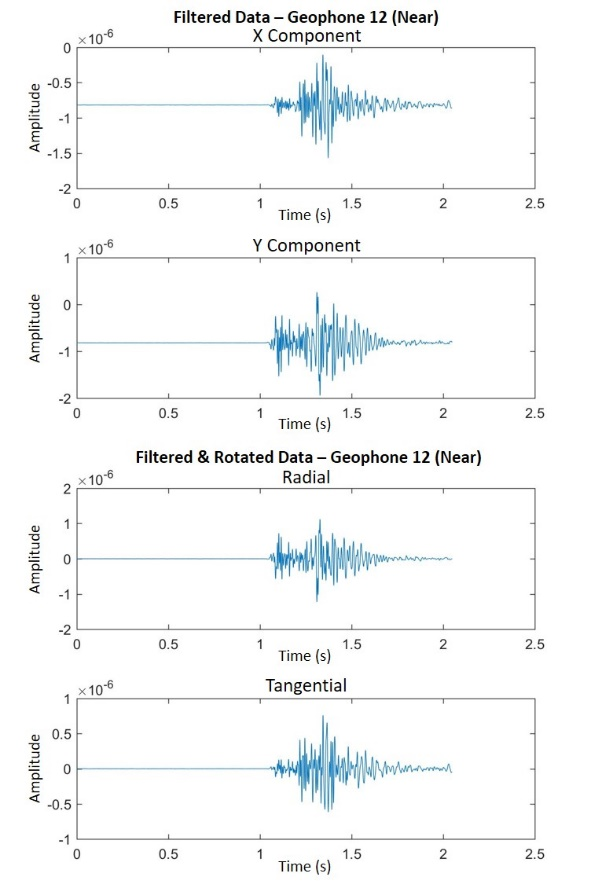 Filtered Data – Geophone 12 (Near)
X Component
×10⁻⁶
0
-0.5
-1
-1.5
-2
Amplitude
0 0.5 1 1.5 2 2.5
Time (s)
Y Component
×10⁻⁶
1
0
-1
-2
Amplitude
0 0.5 1 1.5 2 2.5
Time (s)
Filtered & Rotated Data – Geophone 12 (Near)
Radial
×10⁻⁶
2
1
0
-1
-2
Amplitude
0 0.5 1 1.5 2 2.5
Time (s)
Tangential
×10⁻⁶
1
0.5
0
-0.5
-1
Amplitude
0 0.5 1 1.5 2 2.5
Time (s)